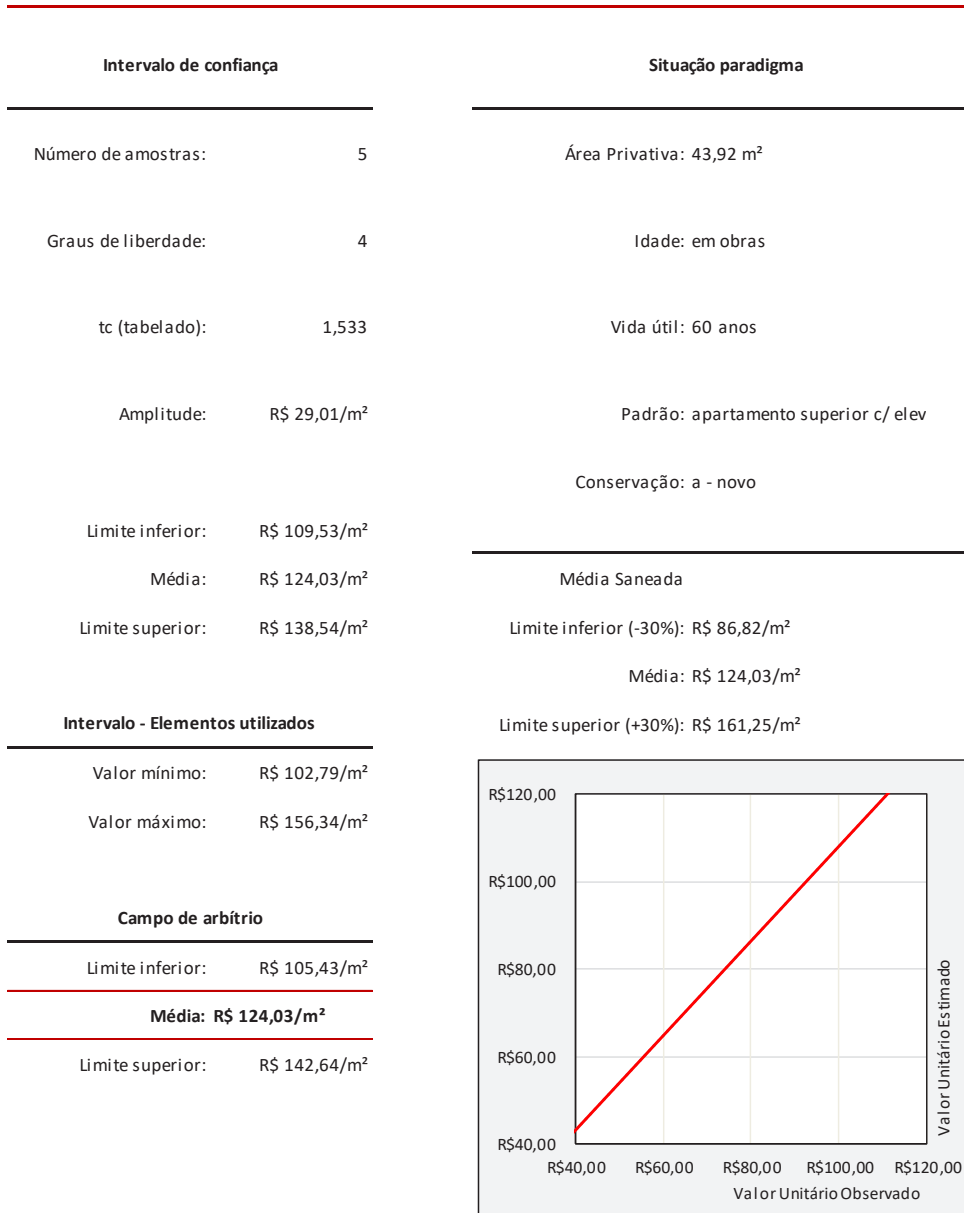 Intervalo de confiança
Número de amostras: 5
Graus de liberdade: 4
tc (tabelado): 1,533
Amplitude: R$ 29,01/m²
Limite inferior: R$ 109,53/m²
Média: R$ 124,03/m²
Limite superior: R$ 138,54/m²
Intervalo - Elementos utilizados
Valor mínimo: R$ 102,79/m²
Valor máximo: R$ 156,34/m²
Campo de arbítrio
Limite inferior: R$ 105,43/m²
Média: R$ 124,03/m²
Limite superior: R$ 142,64/m²
Situação paradigma
Área Privativa: 43,92 m²
Idade: em obras
Vida útil: 60 anos
Padrão: apartamento superior c/ elev
Conservação: a - novo
Média Saneada
Limite inferior (-30%): R$ 86,82/m²
Média: R$ 124,03/m²
Limite superior (+30%): R$ 161,25/m²
R$120,00
R$100,00
R$80,00
R$60,00
R$40,00
R$40,00 R$60,00 R$80,00 R$100,00 R$120,00
Valor Unitário Observado
Valor Unitário Estimado